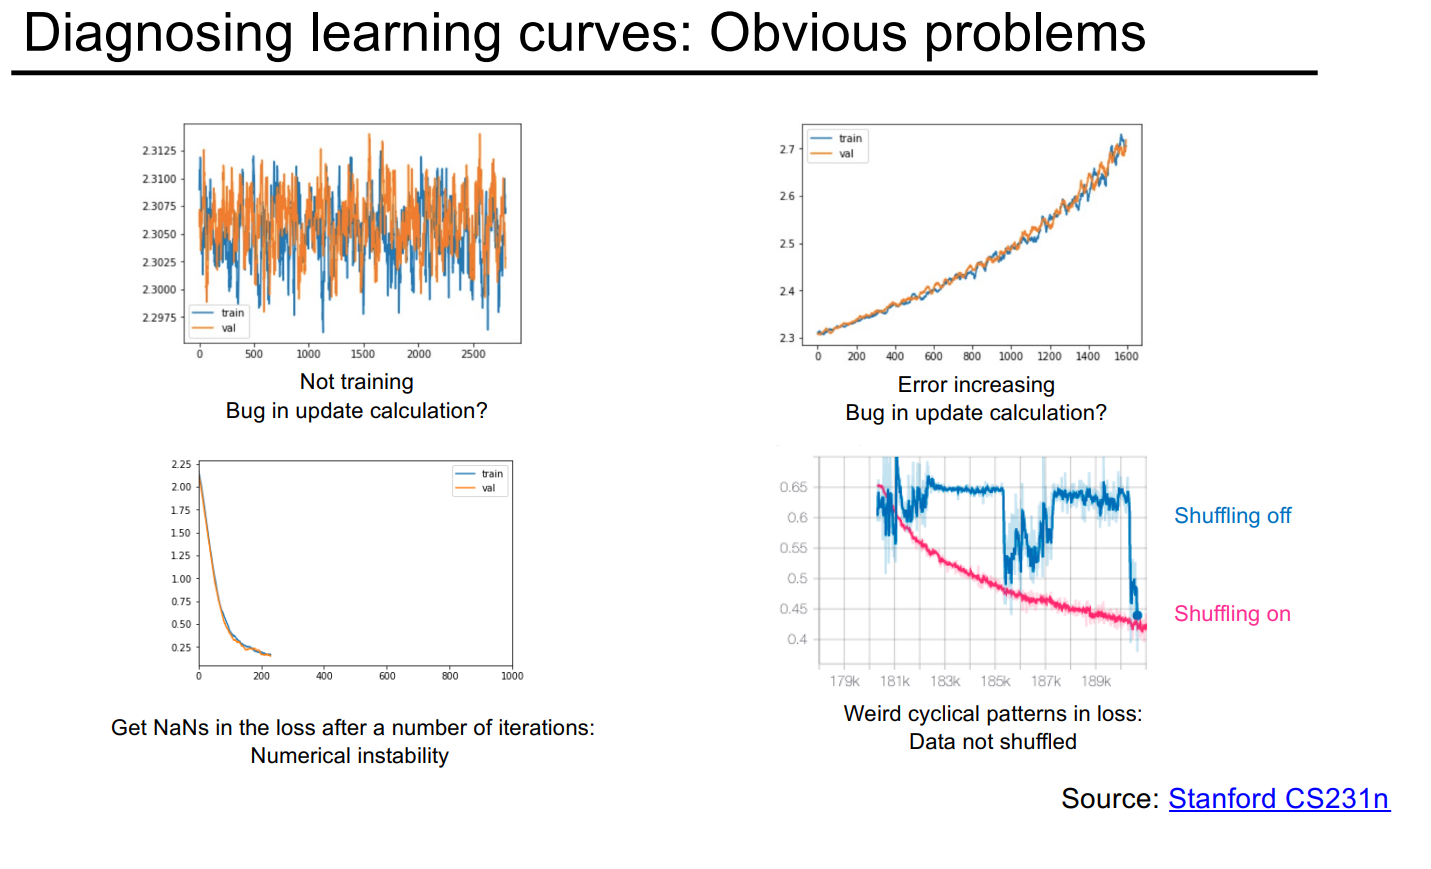 Diagnosing learning curves: Obvious problems
2.3125
2.3100
2.3075
2.3050
2.3025
2.3000
2.2975
train
val
0 500 1000 1500 2000 2500
Not training
Bug in update calculation?
train
val
2.7
2.6
2.5
2.4
2.3
0 200 400 600 800 1000 1200 1400 1600
Error increasing
Bug in update calculation?
2.25
2.00
1.75
1.50
1.25
1.00
0.75
0.50
0.25
train
val
0 200 400 600 800 1000
Get NaNs in the loss after a number of iterations:
Numerical instability
0.65
0.6
0.55
0.5
0.45
0.4
179k 181k 183k 185k 187k 189k
Shuffling off
Shuffling on
Weird cyclical patterns in loss:
Data not shuffled
Source: Stanford CS231n